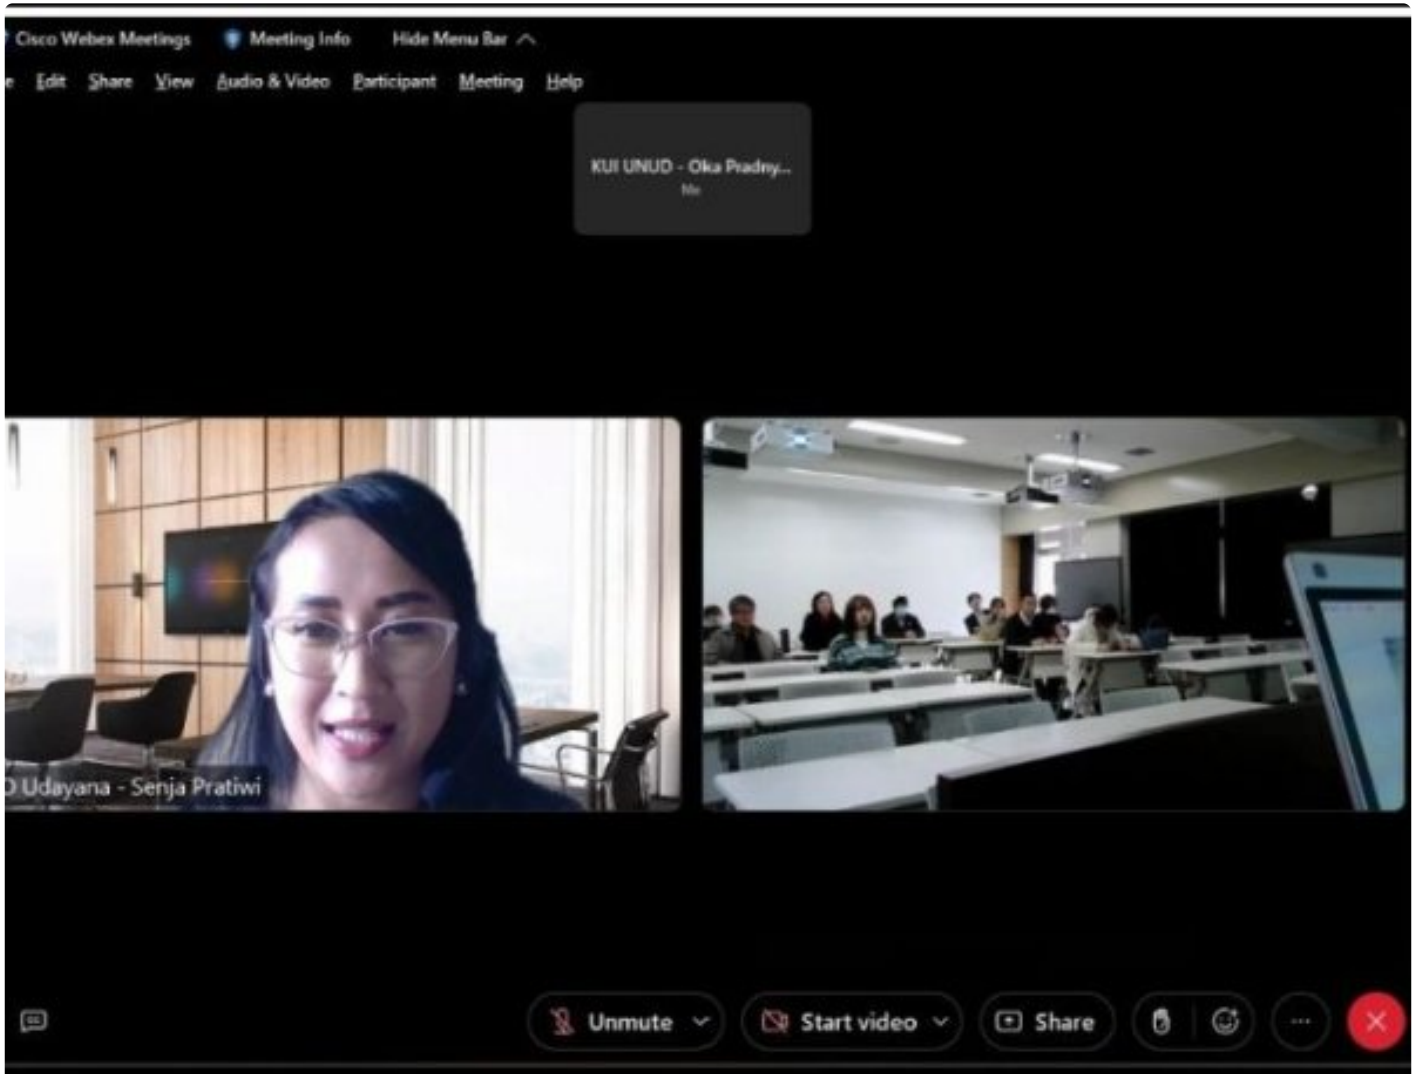 Cisco Webex Meetings Meeting Info Hide Menu Bar
e Edit Share View Audio & Video Participant Meeting Help
KUI UNUD - Oka Pradny...
Me
D Udayana - Senja Pratiwi
Unmute Start video Share